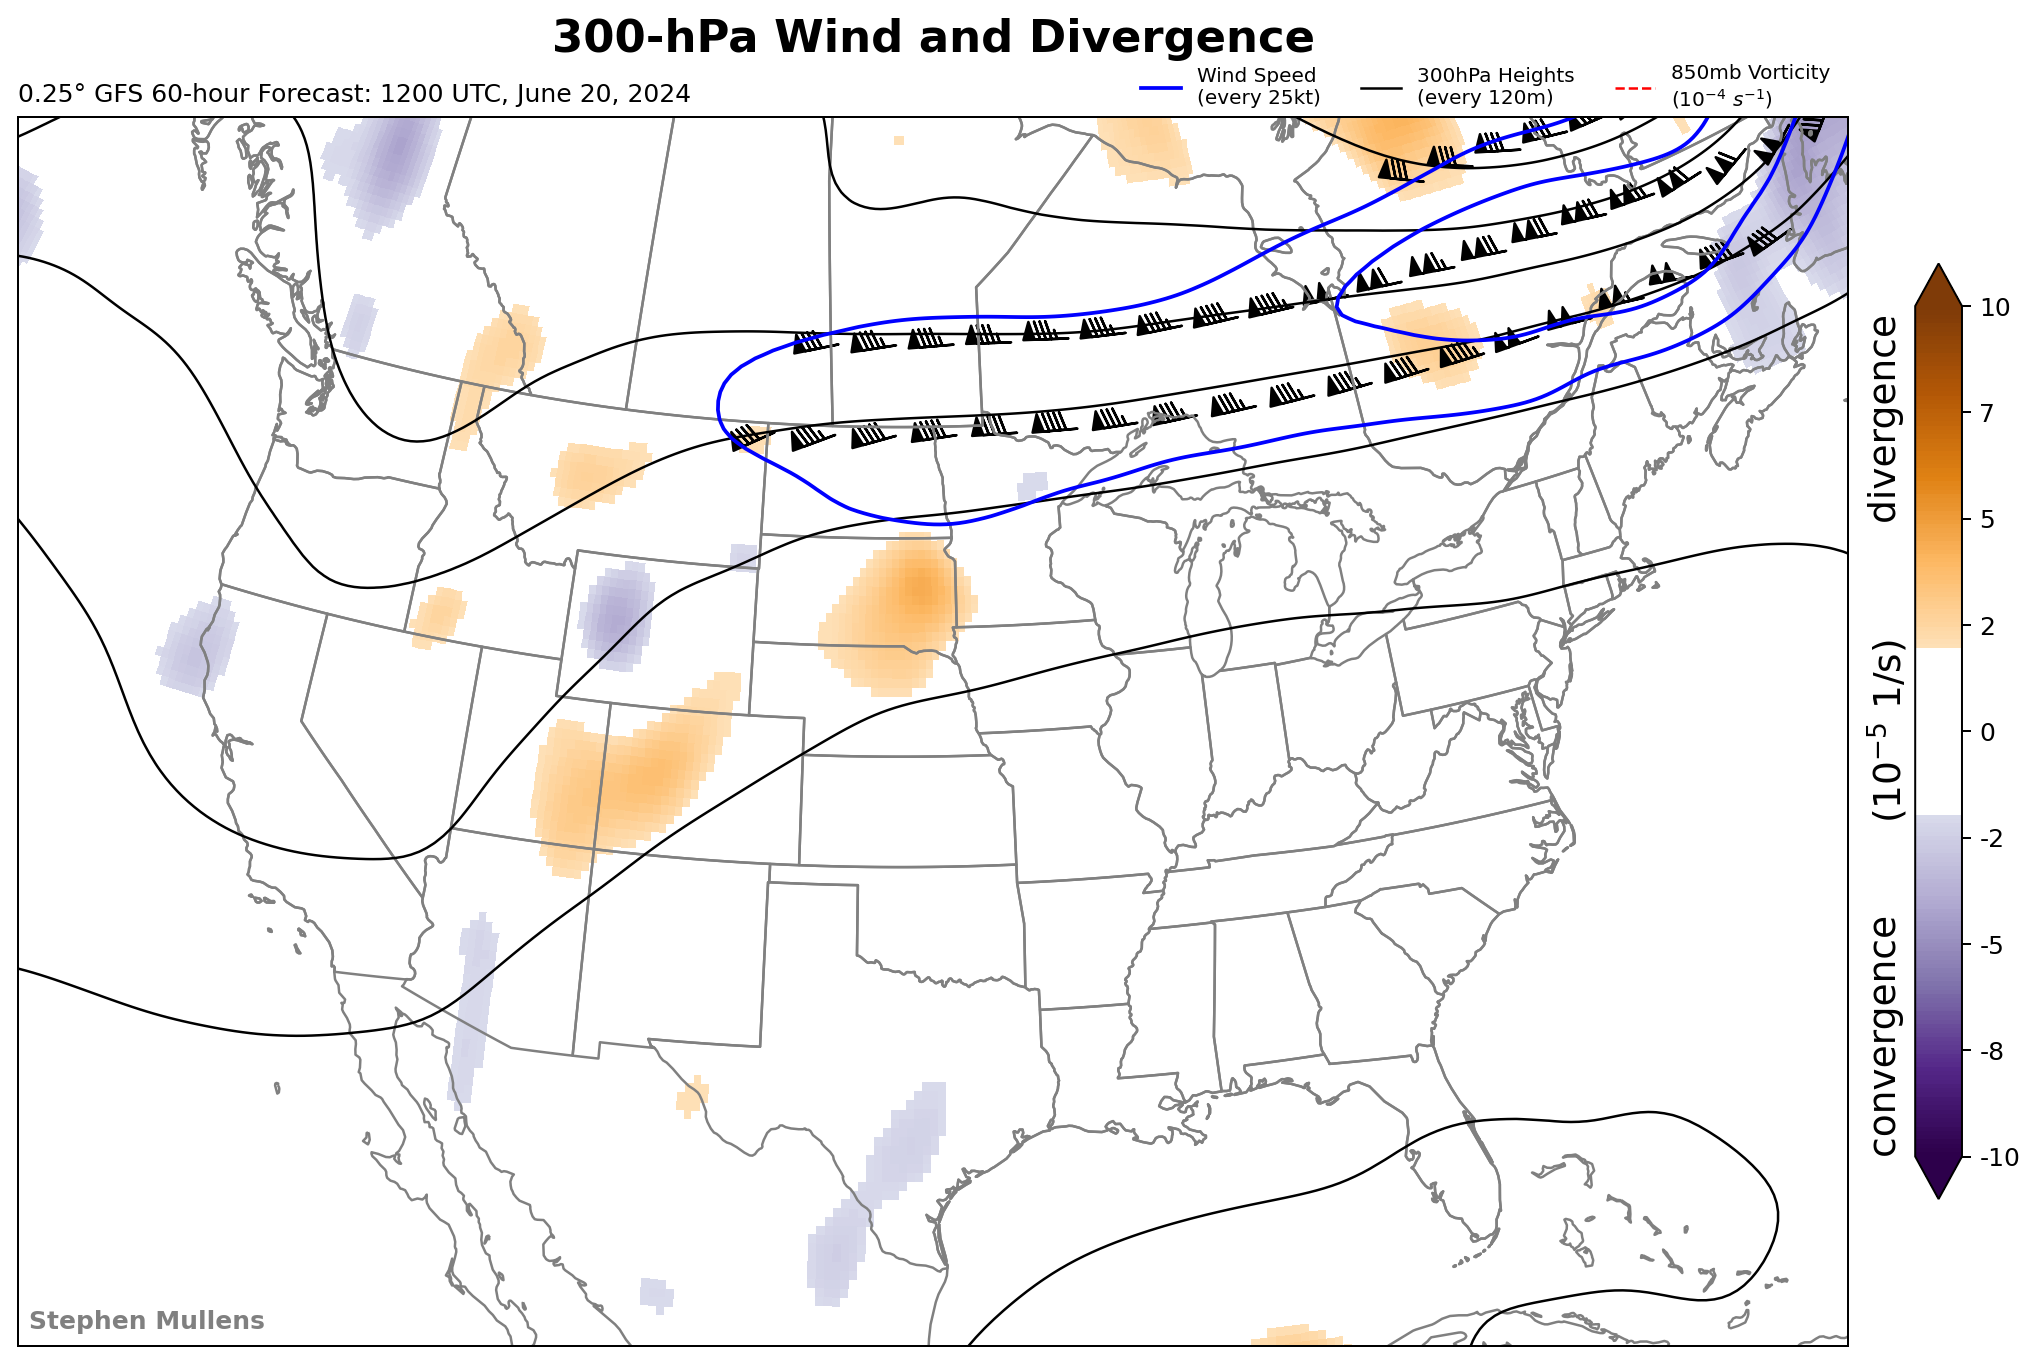 300-hPa Wind and Divergence
0.25° GFS 60-hour Forecast: 1200 UTC, June 20, 2024
Wind Speed
(every 25kt)
300hPa Heights
(every 120m)
850mb Vorticity
(10⁻⁴ s⁻¹)
10
7
5
2
0
-2
-5
-8
-10
convergence (10⁻⁵ 1/s) divergence
Stephen Mullens